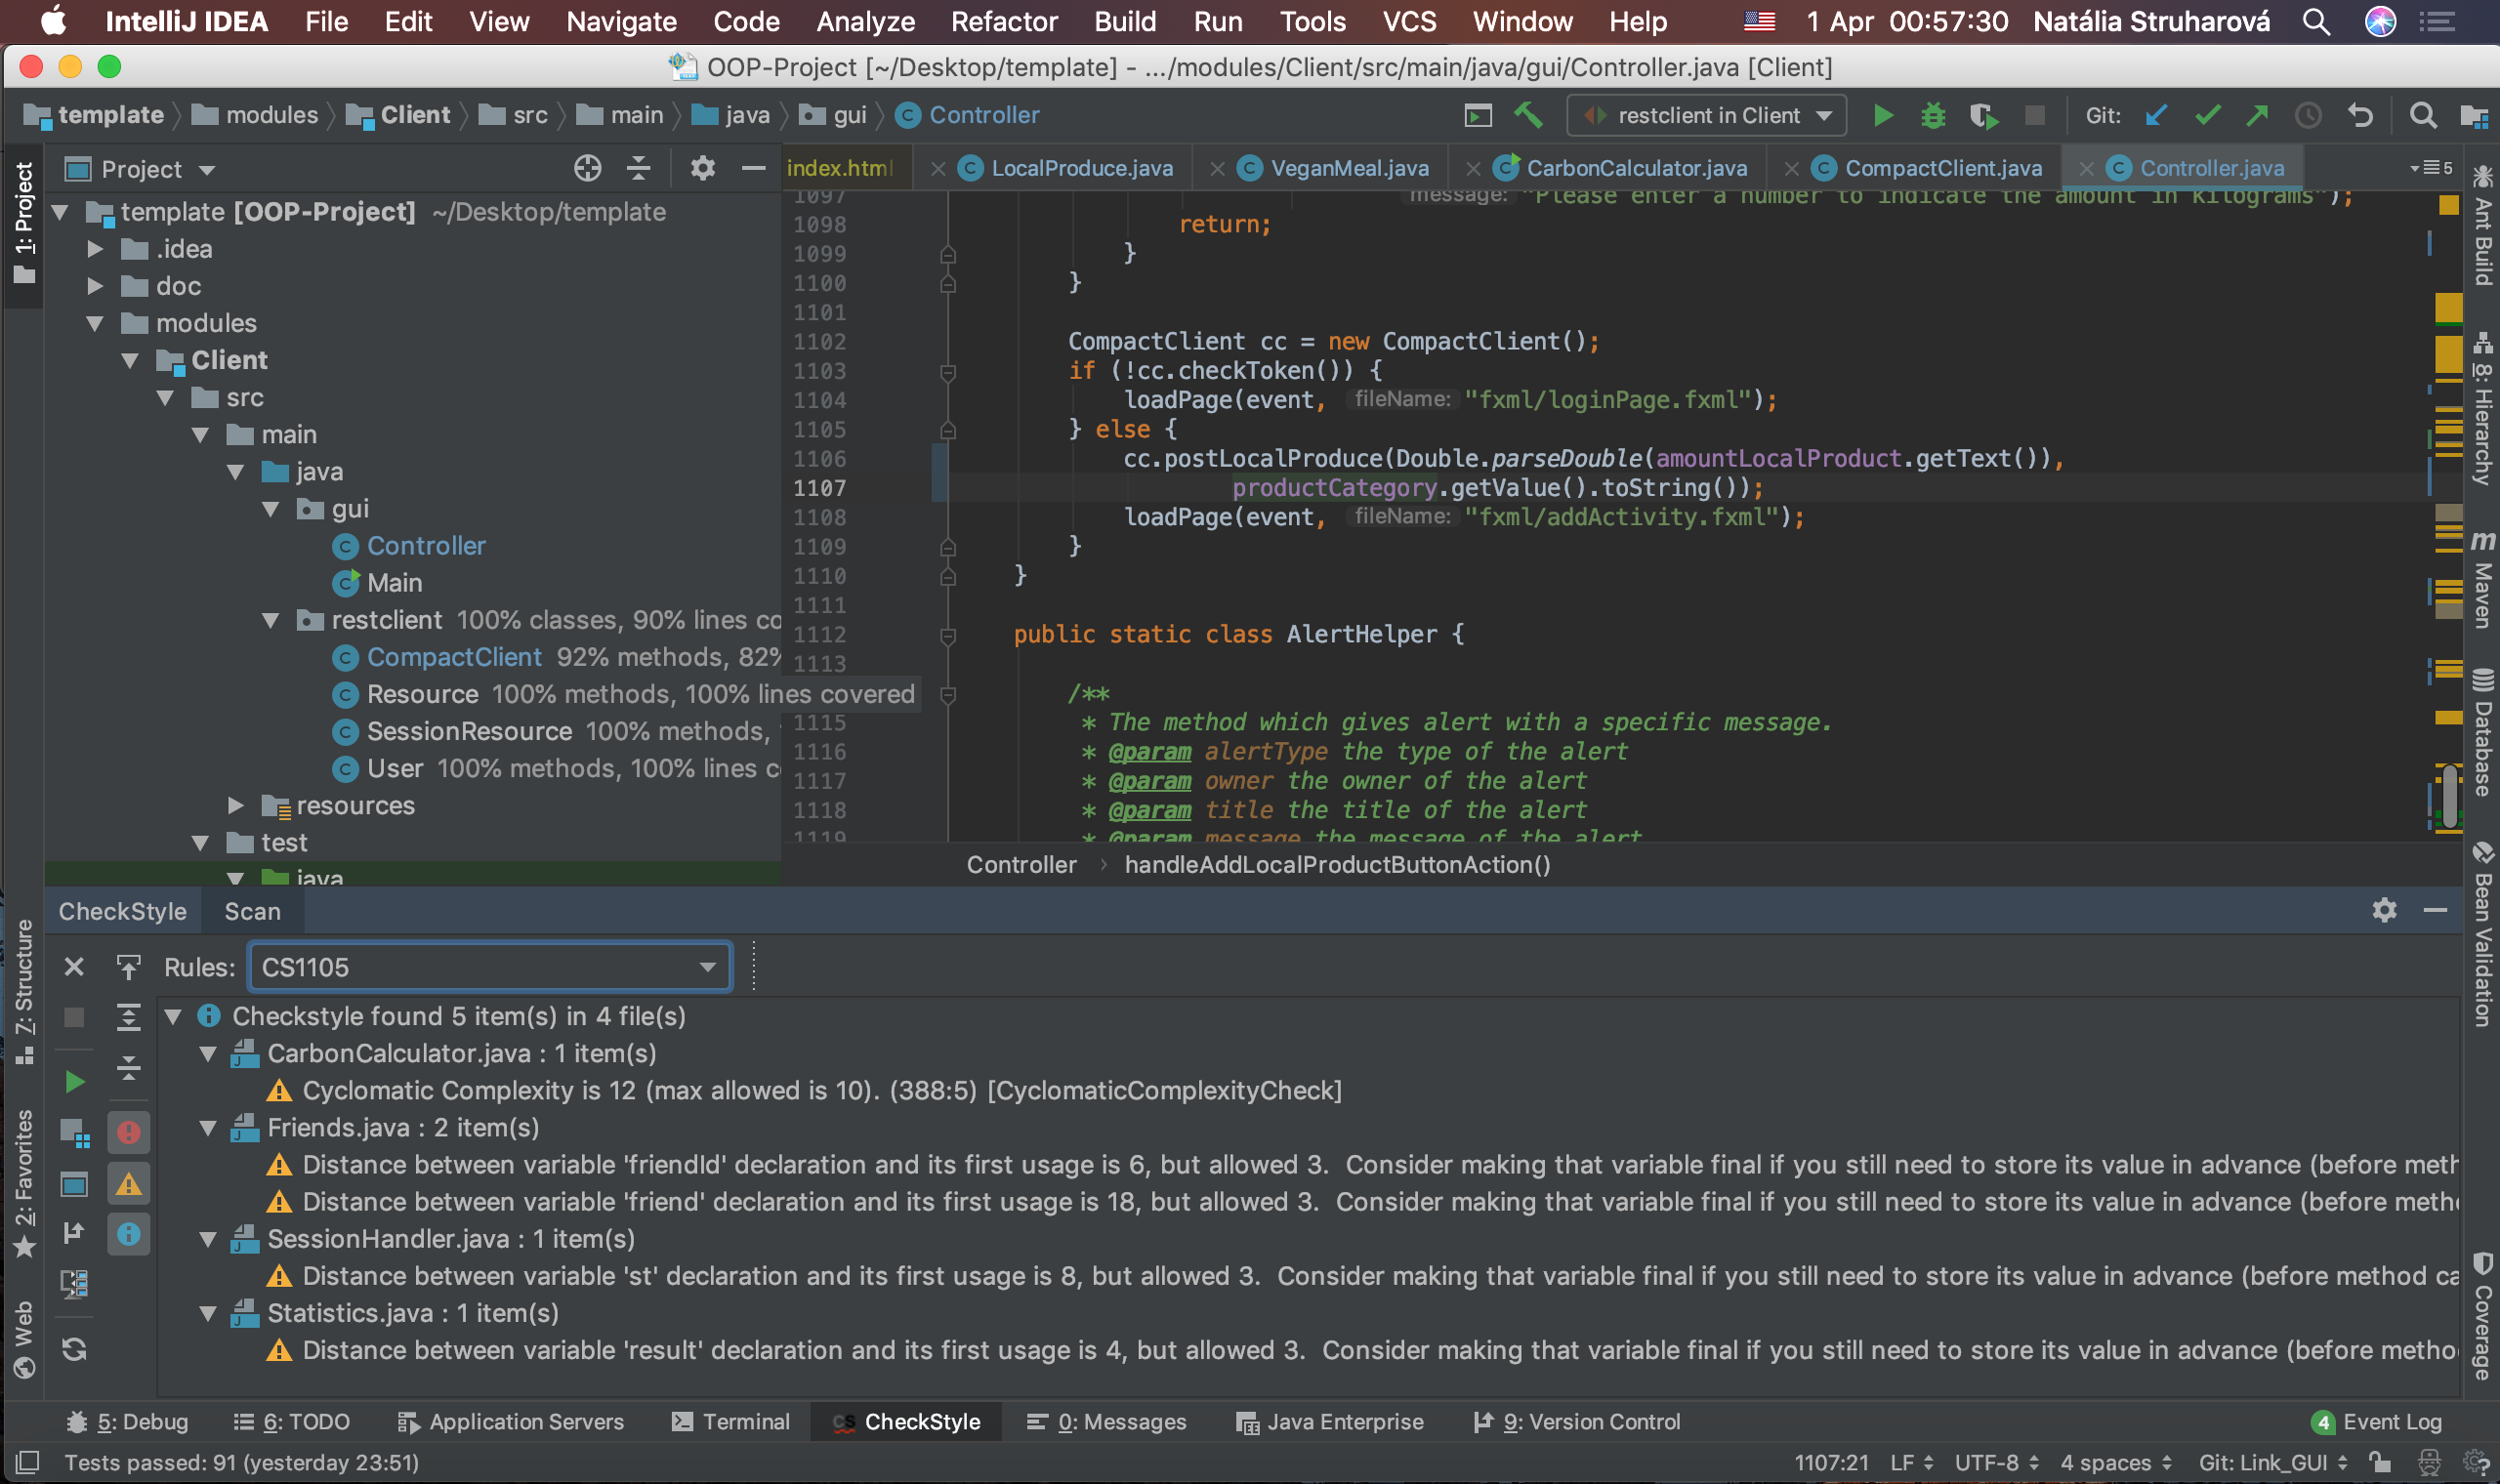 IntelliJ IDEA File Edit View Navigate Code Analyze Refactor Build Run Tools VCS Window Help 1 Apr 00:57:30 Natália Struharová
OOP-Project [~/Desktop/template] - .../modules/Client/src/main/java/gui/Controller.java [Client]
template modules Client src main java gui Controller restclient in Client Git:
1: Project
Project
index.html LocalProduce.java VeganMeal.java CarbonCalculator.java CompactClient.java Controller.java 5
template [OOP-Project] ~/Desktop/template
.idea
doc
modules
Client
src
main
java
gui
Controller
Main
restclient 100% classes, 90% lines co
CompactClient 92% methods, 82%
Resource 100% methods, 100% lines covered
SessionResource 100% methods,
User 100% methods, 100% lines c
resources
test
java
1097 message: "Please enter a number to indicate the amount in kilograms");
1098 return;
1099 }
1100 }
1101
1102 CompactClient cc = new CompactClient();
1103 if (!cc.checkToken()) {
1104 loadPage(event, fileName: "fxml/loginPage.fxml");
1105 } else {
1106 cc.postLocalProduce(Double.parseDouble(amountLocalProduct.getText()),
1107 productCategory.getValue().toString());
1108 loadPage(event, fileName: "fxml/addActivity.fxml");
1109 }
1110 }
1111
1112 public static class AlertHelper {
1113
/**
1115 * The method which gives alert with a specific message.
1116 * @param alertType the type of the alert
1117 * @param owner the owner of the alert
1118 * @param title the title of the alert
1119 * @param message the message of the alert
Controller handleAddLocalProductButtonAction()
Ant Build
8: Hierarchy
m Maven
Database
Bean Validation
Coverage
7: Structure
2: Favorites
Web
CheckStyle Scan
Rules: CS1105
Checkstyle found 5 item(s) in 4 file(s)
CarbonCalculator.java : 1 item(s)
Cyclomatic Complexity is 12 (max allowed is 10). (388:5) [CyclomaticComplexityCheck]
Friends.java : 2 item(s)
Distance between variable 'friendId' declaration and its first usage is 6, but allowed 3. Consider making that variable final if you still need to store its value in advance (before meth
Distance between variable 'friend' declaration and its first usage is 18, but allowed 3. Consider making that variable final if you still need to store its value in advance (before meth
SessionHandler.java : 1 item(s)
Distance between variable 'st' declaration and its first usage is 8, but allowed 3. Consider making that variable final if you still need to store its value in advance (before method ca
Statistics.java : 1 item(s)
Distance between variable 'result' declaration and its first usage is 4, but allowed 3. Consider making that variable final if you still need to store its value in advance (before metho
5: Debug 6: TODO Application Servers Terminal CS CheckStyle 0: Messages Java Enterprise 9: Version Control 4 Event Log
Tests passed: 91 (yesterday 23:51) 1107:21 LF UTF-8 4 spaces Git: Link_GUI